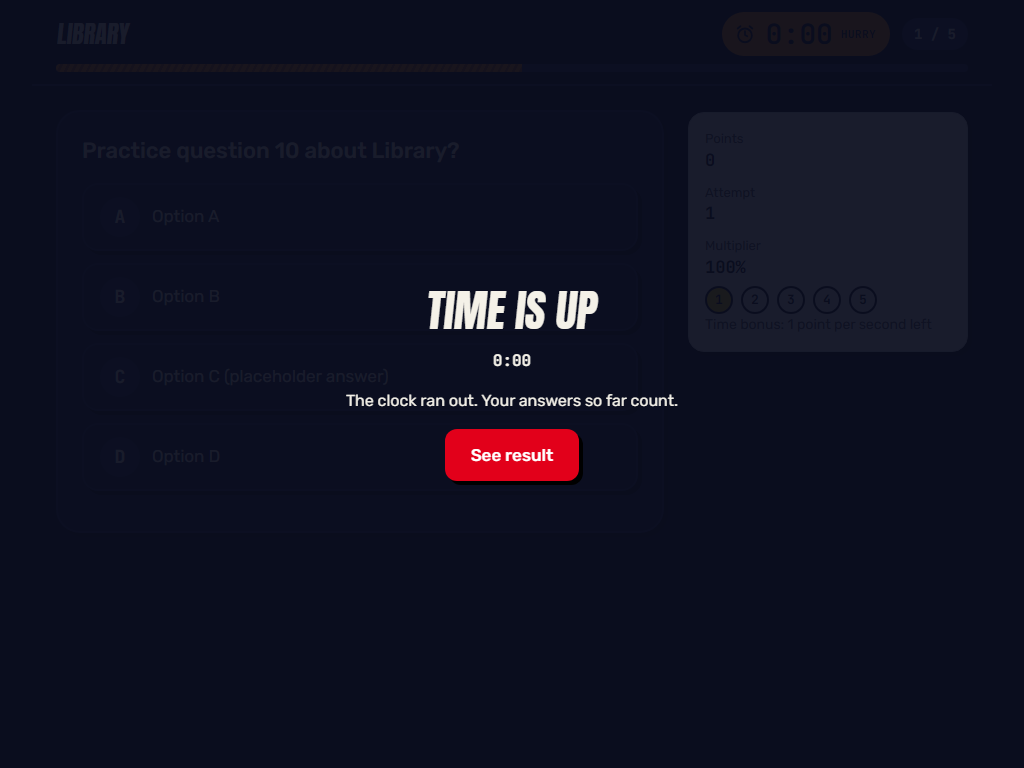 LIBRARY
0:00 HURRY
1 / 5
Practice question 10 about Library?
A Option A
B Option B
C Option C (placeholder answer)
D Option D
Points
0
Attempt
1
Multiplier
100%
1 2 3 4 5
Time bonus: 1 point per second left
TIME IS UP
0:00
The clock ran out. Your answers so far count.
See result